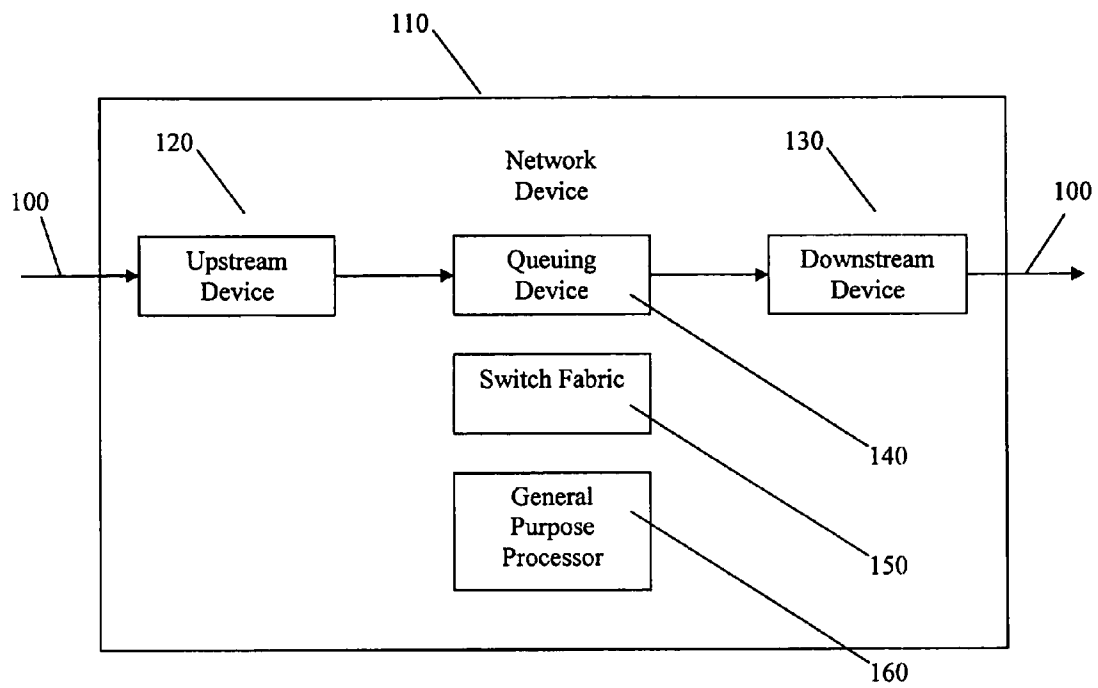 110
120
Network
Device
130
100
100
Upstream
Device
Queuing
Device
Downstream
Device
Switch Fabric
140
General
Purpose
Processor
150
160